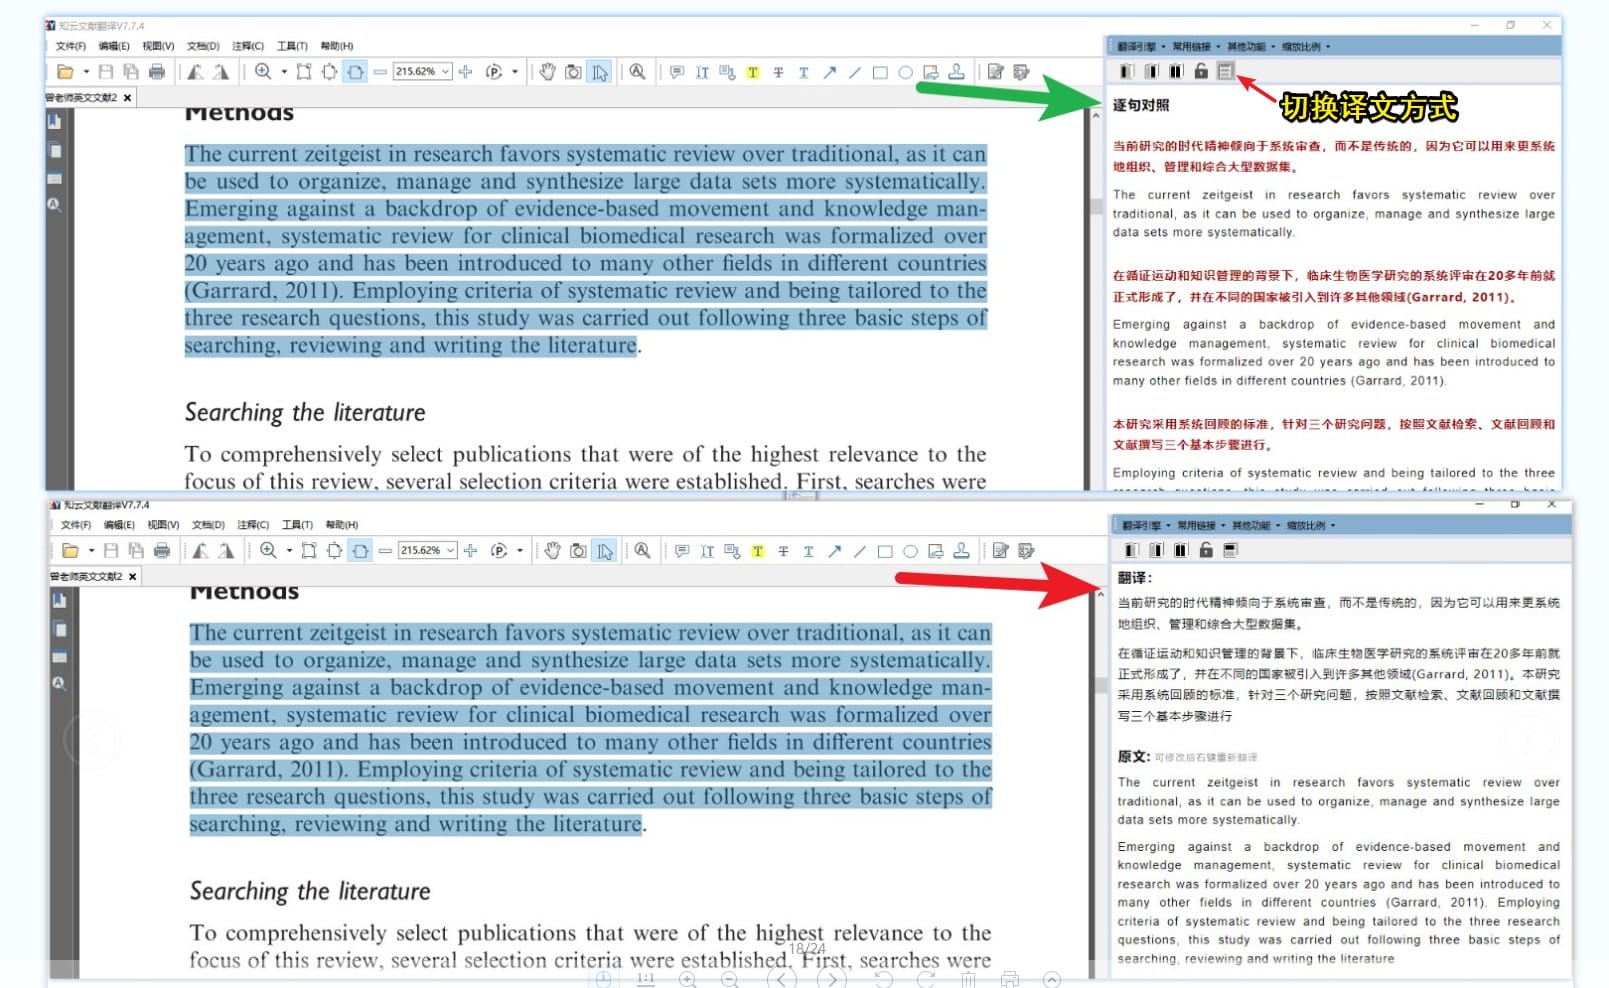 知云文献翻译V7.7.4
文件(F) 编辑(E) 视图(V) 文档(D) 注释(C) 工具(T) 帮助(H)
翻译引擎 常用链接 其他功能 缩放比例
215.62%
曾老师英文文献2
切换译文方式
Methods
The current zeitgeist in research favors systematic review over traditional, as it can
be used to organize, manage and synthesize large data sets more systematically.
Emerging against a backdrop of evidence-based movement and knowledge man-
agement, systematic review for clinical biomedical research was formalized over
20 years ago and has been introduced to many other fields in different countries
(Garrard, 2011). Employing criteria of systematic review and being tailored to the
three research questions, this study was carried out following three basic steps of
searching, reviewing and writing the literature.
Searching the literature
To comprehensively select publications that were of the highest relevance to the
focus of this review, several selection criteria were established. First, searches were
逐句对照
当前研究的时代精神倾向于系统审查，而不是传统的，因为它可以用来更系统
地组织、管理和综合大型数据集。
The current zeitgeist in research favors systematic review over
traditional, as it can be used to organize, manage and synthesize large
data sets more systematically.
在循证运动和知识管理的背景下，临床生物医学研究的系统评审在20多年前就
正式形成了，并在不同的国家被引入到许多其他领域(Garrard, 2011)。
Emerging against a backdrop of evidence-based movement and
knowledge management, systematic review for clinical biomedical
research was formalized over 20 years ago and has been introduced to
many other fields in different countries (Garrard, 2011).
本研究采用系统回顾的标准，针对三个研究问题，按照文献检索、文献回顾和
文献撰写三个基本步骤进行。
Employing criteria of systematic review and being tailored to the three
research questions, this study was carried out following three basic
知云文献翻译V7.7.4
文件(F) 编辑(E) 视图(V) 文档(D) 注释(C) 工具(T) 帮助(H)
翻译引擎 常用链接 其他功能 缩放比例
215.62%
曾老师英文文献2
Methods
The current zeitgeist in research favors systematic review over traditional, as it can
be used to organize, manage and synthesize large data sets more systematically.
Emerging against a backdrop of evidence-based movement and knowledge man-
agement, systematic review for clinical biomedical research was formalized over
20 years ago and has been introduced to many other fields in different countries
(Garrard, 2011). Employing criteria of systematic review and being tailored to the
three research questions, this study was carried out following three basic steps of
searching, reviewing and writing the literature.
Searching the literature
To comprehensively select publications that were of the highest relevance to the
focus of this review, several selection criteria were established. First, searches were
翻译：
当前研究的时代精神倾向于系统审查，而不是传统的，因为它可以用来更系统
地组织、管理和综合大型数据集。
在循证运动和知识管理的背景下，临床生物医学研究的系统评审在20多年前就
正式形成了，并在不同的国家被引入到许多其他领域(Garrard, 2011)。本研究
采用系统回顾的标准，针对三个研究问题，按照文献检索、文献回顾和文献撰
写三个基本步骤进行
原文: 可修改后右键重新翻译
The current zeitgeist in research favors systematic review over
traditional, as it can be used to organize, manage and synthesize large
data sets more systematically.
Emerging against a backdrop of evidence-based movement and
knowledge management, systematic review for clinical biomedical
research was formalized over 20 years ago and has been introduced to
many other fields in different countries (Garrard, 2011). Employing
criteria of systematic review and being tailored to the three research
questions, this study was carried out following three basic steps of
searching, reviewing and writing the literature
18/24
1:1